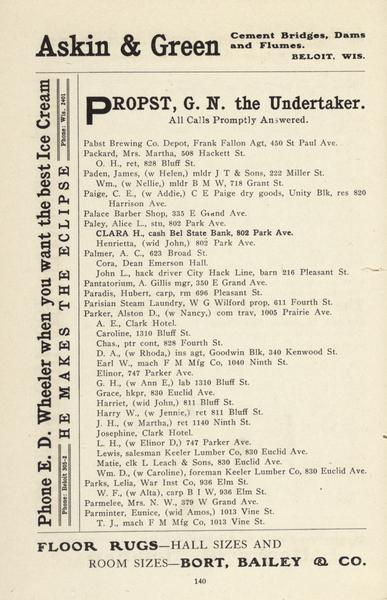 Askin & Green
Cement Bridges, Dams
and Flumes.
BELOIT, WIS.
Phone E. D. Wheeler when you want the best Ice Cream
Phone: Beloit 303-2
HE MAKES THE ECLIPSE
Phone: Wis. 2401
PROPST, G. N. the Undertaker.
All Calls Promptly Answered.
Pabst Brewing Co. Depot, Frank Fallon Agt, 450 St Paul Ave.
Packard, Mrs. Martha, 508 Hackett St.
O. H., ret, 828 Bluff St.
Paden, James, (w Helen,) mldr J T & Sons, 222 Miller St.
Wm., (w Nellie,) mldr B M W, 718 Grant St.
Paige, C. E., (w Addie,) C E Paige dry goods, Unity Blk, res 820
Harrison Ave.
Palace Barber Shop, 335 E Grand Ave.
Paley, Alice L., stu, 802 Park Ave.
CLARA H., cash Bel State Bank, 802 Park Ave.
Henrietta, (wid John,) 802 Park Ave.
Palmer, A. C., 623 Broad St.
Cora, Dean Emerson Hall.
John L., hack driver City Hack Line, barn 216 Pleasant St.
Pantatorium, A. Gillis mgr, 350 E Grand Ave.
Paradis, Hubert, carp, rm 696 Pleasant St.
Parisian Steam Laundry, W G Wilford prop, 611 Fourth St.
Parker, Alston D., (w Nancy,) com trav, 1005 Prairie Ave.
A. E., Clark Hotel.
Caroline, 1310 Bluff St.
Chas., ptr cont, 828 Fourth St.
D. A., (w Rhoda,) ins agt, Goodwin Blk, 340 Kenwood St.
Earl W., mach F M Mfg Co, 1040 Ninth St.
Elinor, 747 Parker Ave.
G. H., (w Ann E,) lab 1310 Bluff St.
Grace, hkpr, 830 Euclid Ave.
Harriet, (wid John,) 811 Bluff St.
Harry W., (w Jennie,) ret 811 Bluff St.
J. H., (w Martha,) ret 1140 Ninth St.
Josephine, Clark Hotel.
L. H., (w Elinor D,) 747 Parker Ave.
Lewis, salesman Keeler Lumber Co, 830 Euclid Ave.
Matie, clk L Leach & Sons, 830 Euclid Ave.
Wm. D., (w Caroline), foreman Keeler Lumber Co, 830 Euclid Ave.
Parks, Lelia, War Inst Co, 936 Elm St.
W. F., (w Alta), carp B I W, 936 Elm St.
Parmelee, Mrs. N. W., 379 W Grand Ave.
Parminter, Eunice, (wid Amos,) 1013 Vine St.
T. J., mach F M Mfg Co, 1013 Vine St.
FLOOR RUGS—HALL SIZES AND
ROOM SIZES—BORT, BAILEY & CO.
140